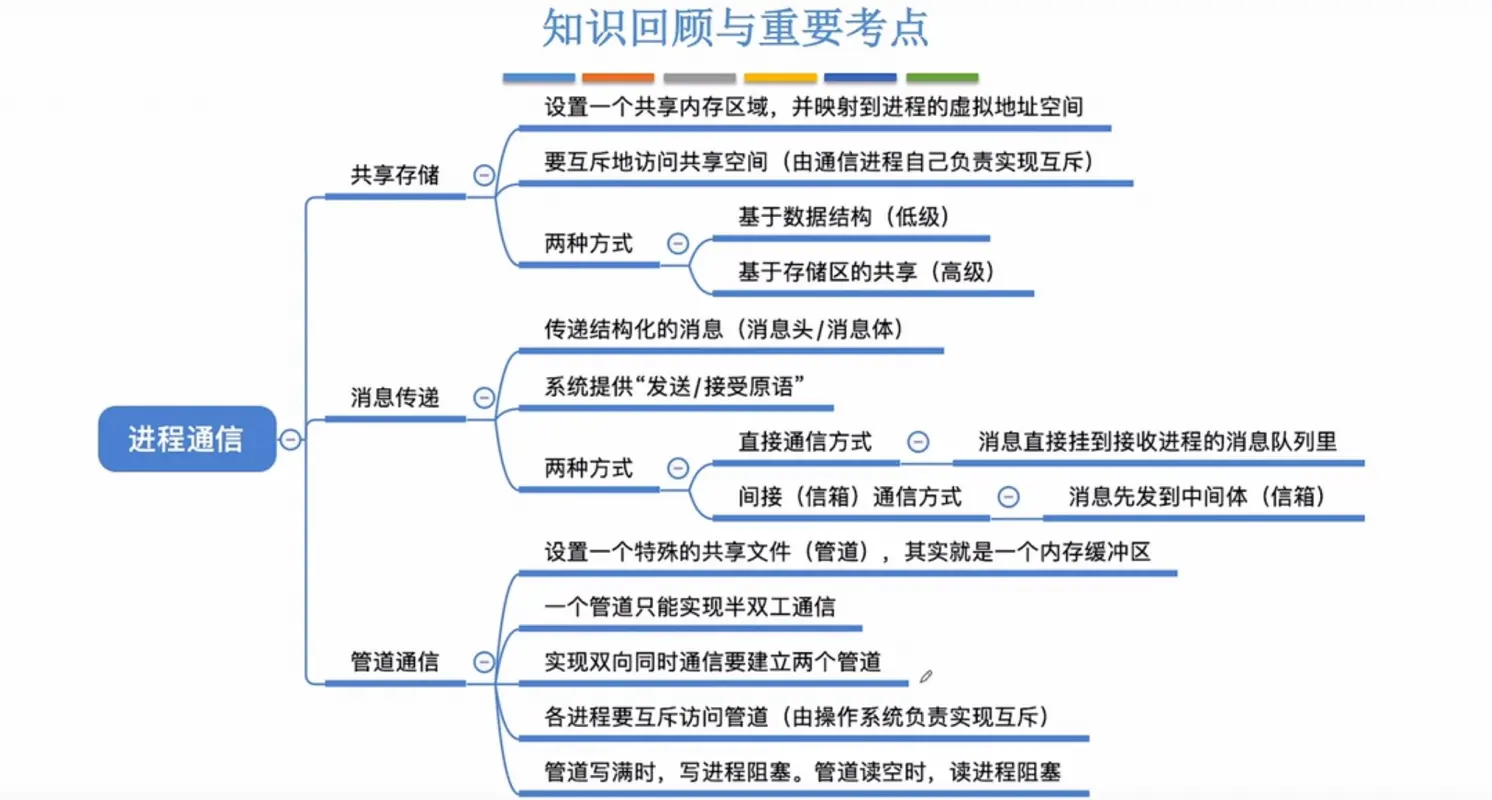 知识回顾与重要考点
设置一个共享内存区域，并映射到进程的虚拟地址空间
共享存储
要互斥地访问共享空间（由通信进程自己负责实现互斥）
两种方式
基于数据结构（低级）
基于存储区的共享（高级）
传递结构化的消息（消息头/消息体）
消息传递
系统提供“发送/接受原语”
进程通信
两种方式
直接通信方式
消息直接挂到接收进程的消息队列里
间接（信箱）通信方式
消息先发到中间体（信箱）
设置一个特殊的共享文件（管道），其实就是一个内存缓冲区
一个管道只能实现半双工通信
管道通信
实现双向同时通信要建立两个管道
各进程要互斥访问管道（由操作系统负责实现互斥）
管道写满时，写进程阻塞。管道读空时，读进程阻塞